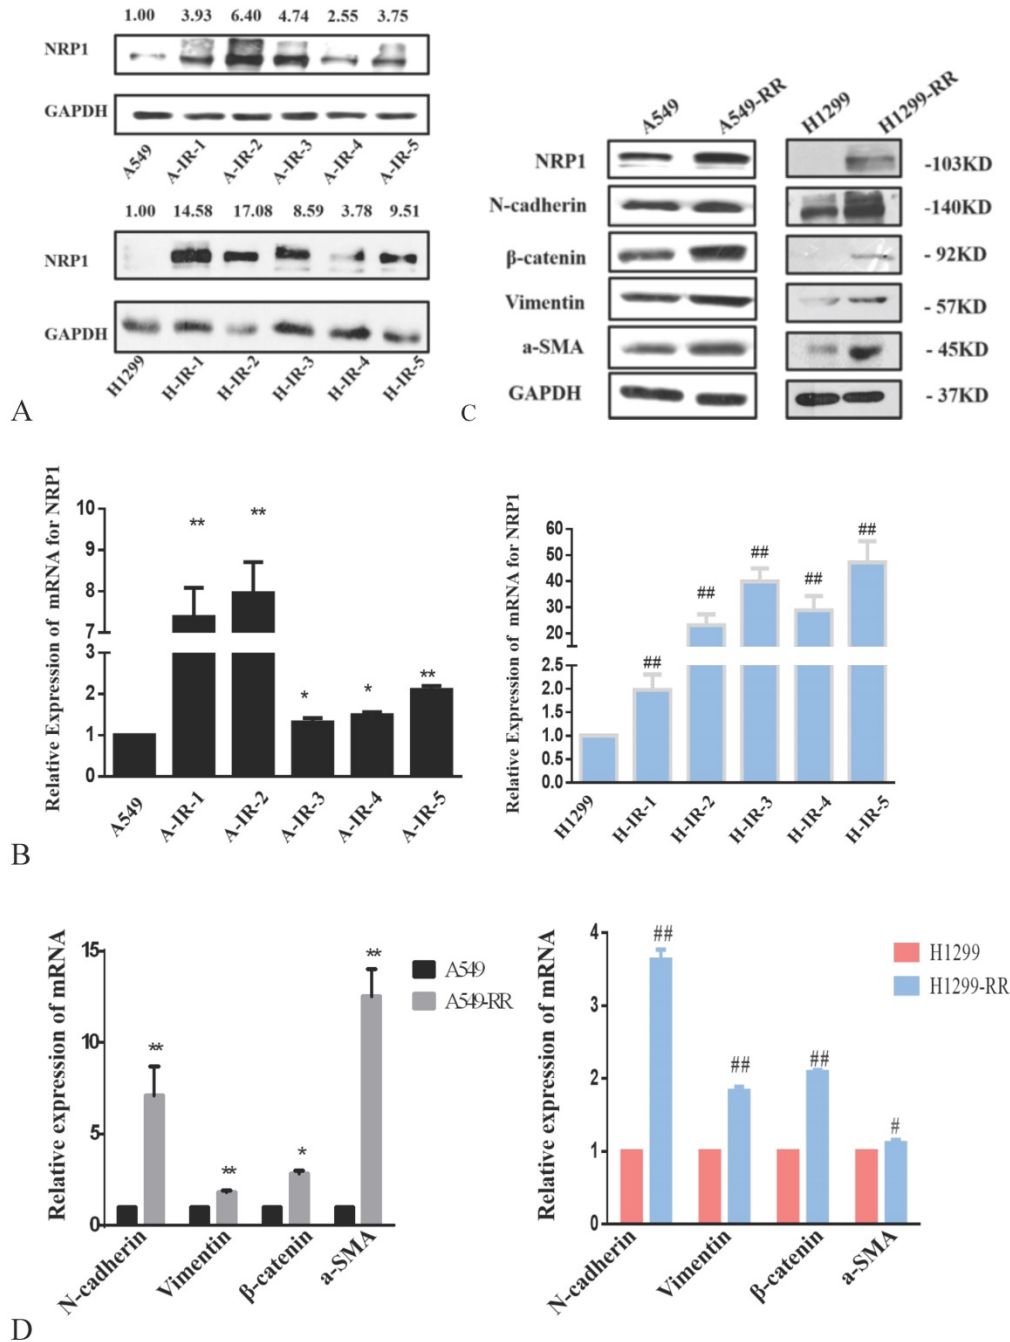 1.00 3.93 6.40 4.74 2.55 3.75
NRP1
GAPDH
A549 A-IR-1 A-IR-2 A-IR-3 A-IR-4 A-IR-5
1.00 14.58 17.08 8.59 3.78 9.51
NRP1
GAPDH
H1299 H-IR-1 H-IR-2 H-IR-3 H-IR-4 H-IR-5
A
A549 A549-RR H1299 H1299-RR
NRP1 -103KD
N-cadherin -140KD
β-catenin - 92KD
Vimentin - 57KD
a-SMA - 45KD
GAPDH - 37KD
C
Relative Expression of mRNA for NRP1
10
9
8
7
3
2
1
0
** ** * * **
A549 A-IR-1 A-IR-2 A-IR-3 A-IR-4 A-IR-5
Relative Expression of mRNA for NRP1
60
50
40
30
20
2.5
2.0
1.5
1.0
0.5
0.0
## ## ## ## ##
H1299 H-IR-1 H-IR-2 H-IR-3 H-IR-4 H-IR-5
B
Relative expression of mRNA
15
10
5
0
** ** * **
A549
A549-RR
N-cadherin Vimentin β-catenin a-SMA
Relative expression of mRNA
4
3
2
1
0
## ## ## #
H1299
H1299-RR
N-cadherin Vimentin β-catenin a-SMA
D